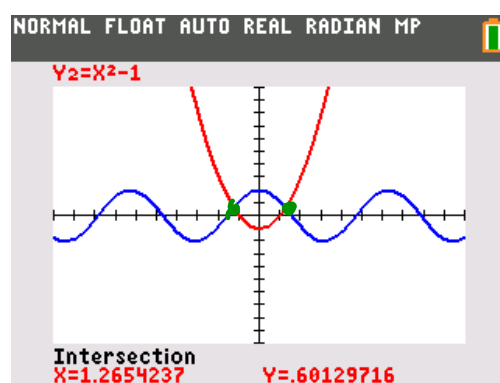 NORMAL FLOAT AUTO REAL RADIAN MP
Y₂=X²-1
Intersection
X=1.2654237 Y=.60129716